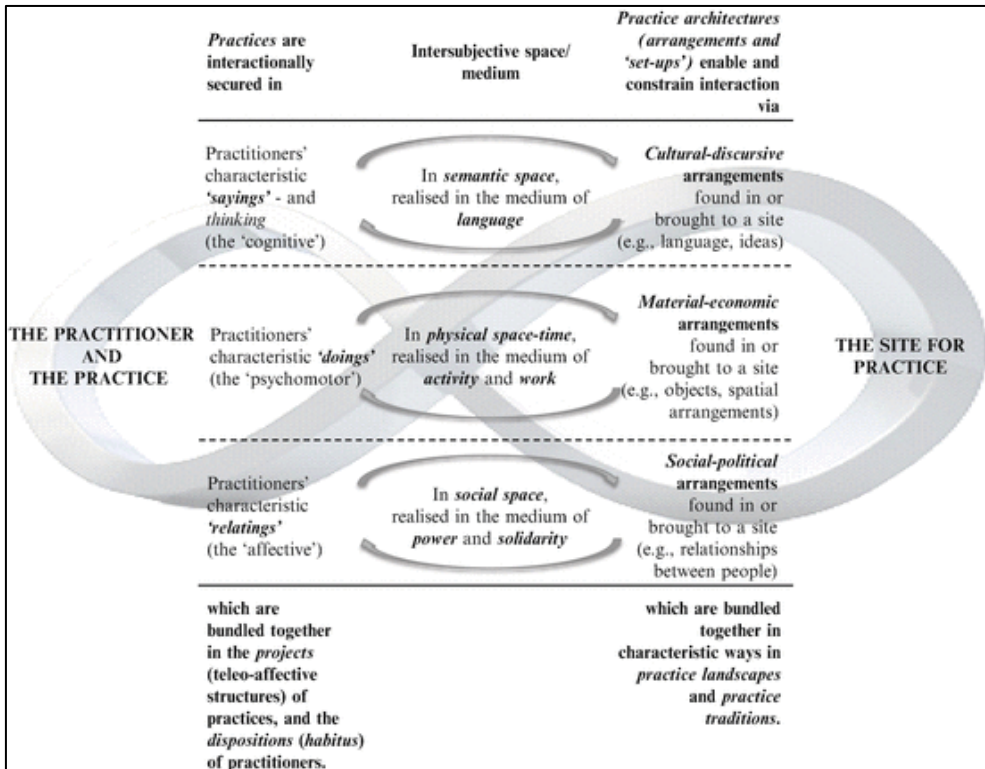 Practices are
interactionally
secured in
Intersubjective space/
medium
Practice architectures
(arrangements and
‘set-ups’) enable and
constrain interaction
via
THE PRACTITIONER
AND
THE PRACTICE
Practitioners’
characteristic
‘sayings’ - and
thinking
(the ‘cognitive’)
In semantic space,
realised in the medium of
language
Cultural-discursive
arrangements
found in or
brought to a site
(e.g., language, ideas)
Practitioners’
characteristic ‘doings’
(the ‘psychomotor’)
In physical space-time,
realised in the medium of
activity and work
Material-economic
arrangements
found in or
brought to a site
(e.g., objects, spatial
arrangements)
THE SITE FOR
PRACTICE
Practitioners’
characteristic
‘relatings’
(the ‘affective’)
In social space,
realised in the medium of
power and solidarity
Social-political
arrangements
found in or
brought to a site
(e.g., relationships
between people)
which are
bundled together
in the projects
(teleo-affective
structures) of
practices, and the
dispositions (habitus)
of practitioners.
which are bundled
together in
characteristic ways in
practice landscapes
and practice
traditions.